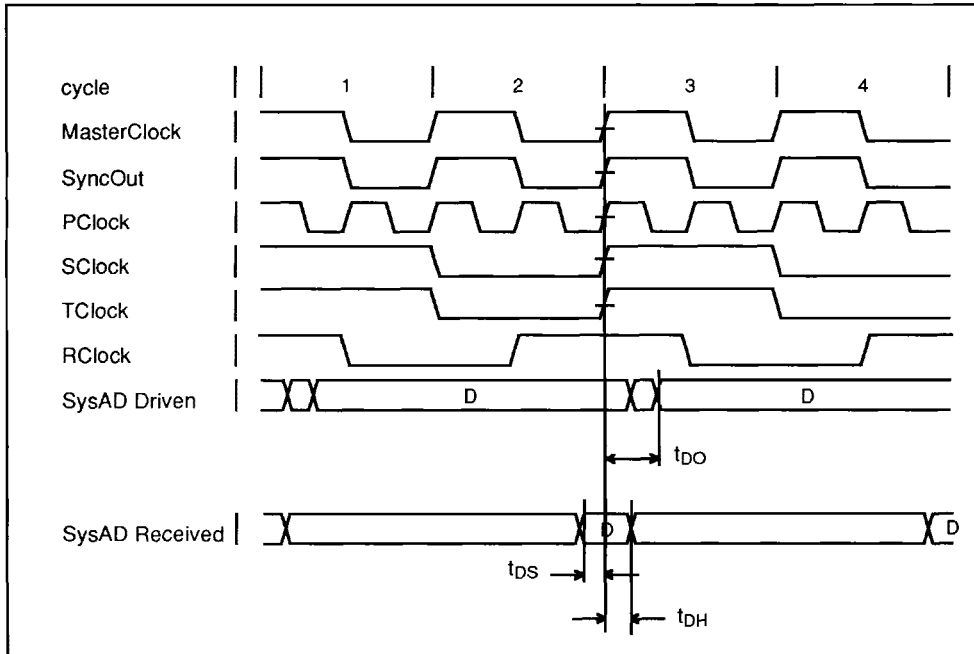 cycle 1 2 3 4
MasterClock
SyncOut
PClock
SClock
TClock
RClock
SysAD Driven D D
tDO
SysAD Received D D
tDS
tDH